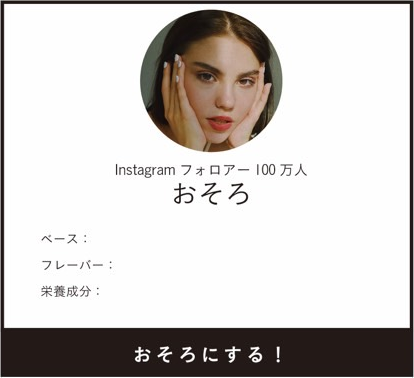 Instagram フォロアー 100 万人
おそろ
ベース：
フレーバー：
栄養成分：
おそろにする！